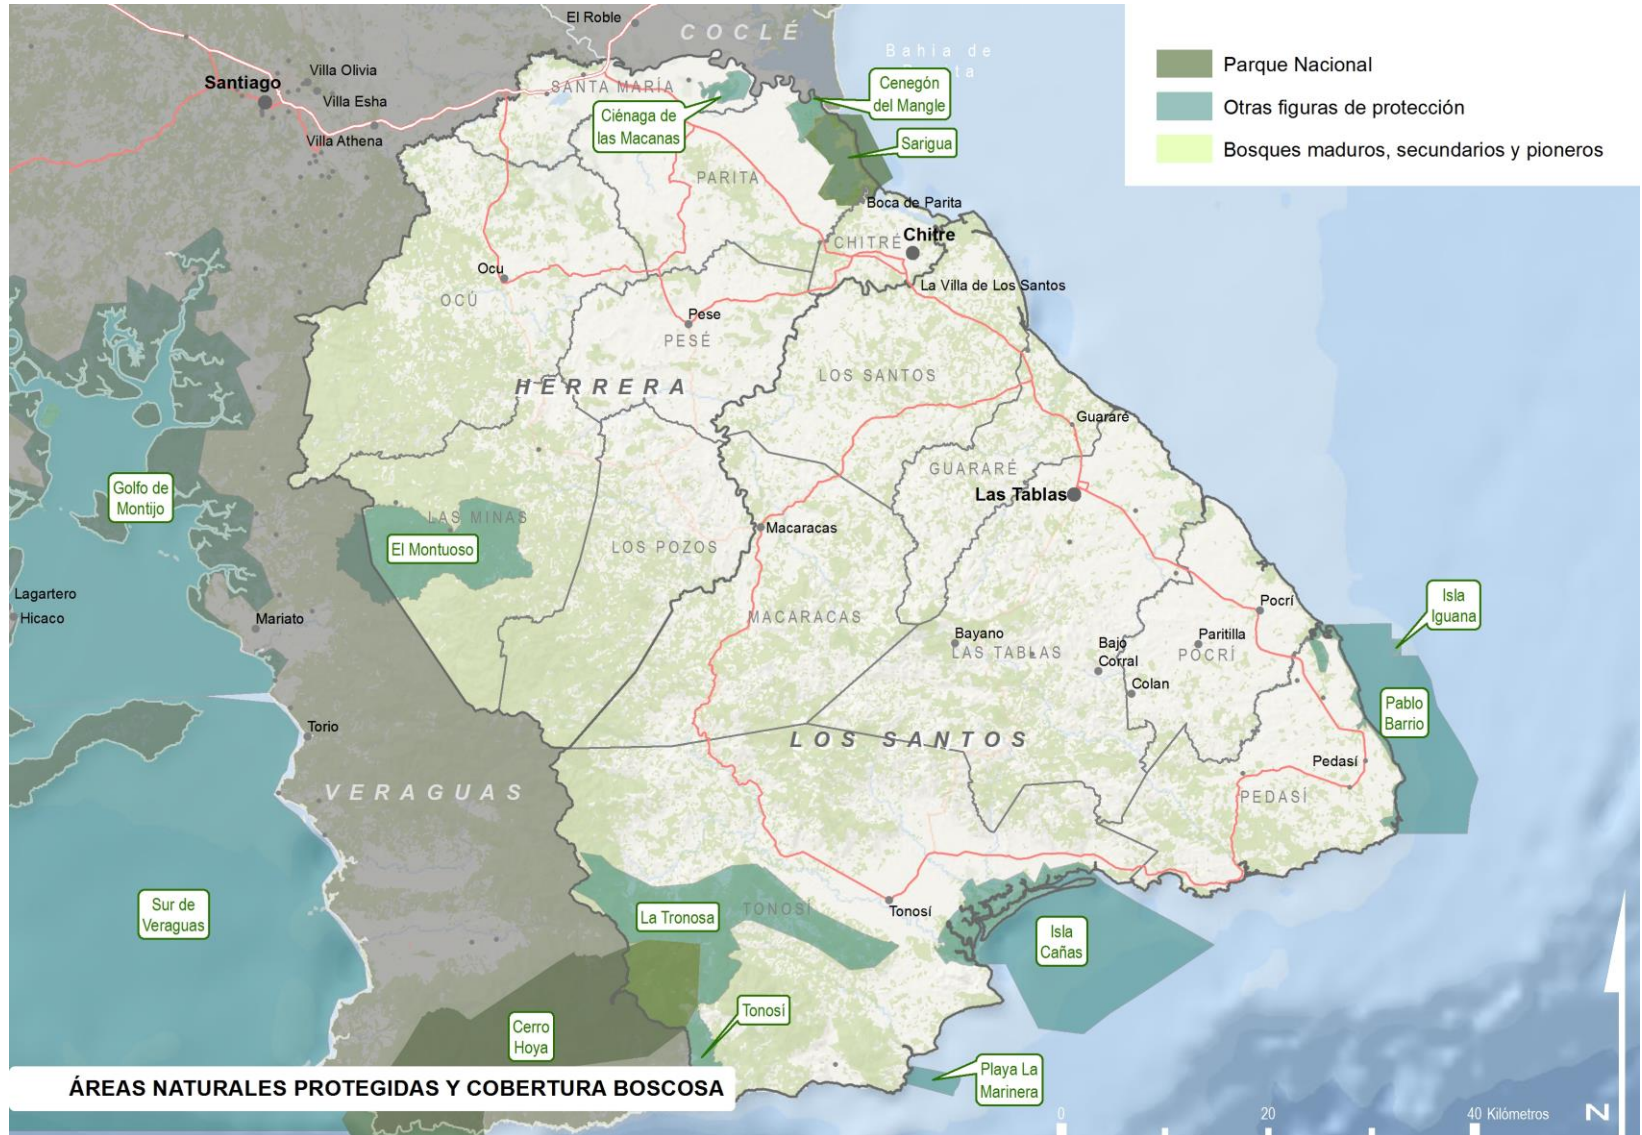 El Roble
COCLÉ
Bahía de
Parita
Parque Nacional
Otras figuras de protección
Bosques maduros, secundarios y pioneros
Santiago
Villa Olivia
Villa Esha
Villa Athena
SANTA MARÍA
Ciénaga de
las Macanas
Cenegón
del Mangle
Sarigua
PARITA
Boca de Parita
CHITRÉ
Chitre
La Villa de Los Santos
Ocu
OCÚ
Pese
PESÉ
HERRERA
LOS SANTOS
Guararé
GUARARÉ
Las Tablas
Golfo de
Montijo
LAS MINAS
El Montuoso
LOS POZOS
Macaracas
MACARACAS
Lagartero
Hicaco
Mariato
Torio
Bayano
LAS TABLAS
Bajo
Corral
Colan
Pocrí
Paritilla
POCRÍ
Isla
Iguana
Pablo
Barrio
LOS SANTOS
Pedasí
PEDASÍ
VERAGUAS
Sur de
Veraguas
La Tronosa
TONOSÍ
Tonosí
Isla
Cañas
Tonosí
Cerro
Hoya
Playa La
Marinera
ÁREAS NATURALES PROTEGIDAS Y COBERTURA BOSCOSA
0 20 40 Kilómetros
N